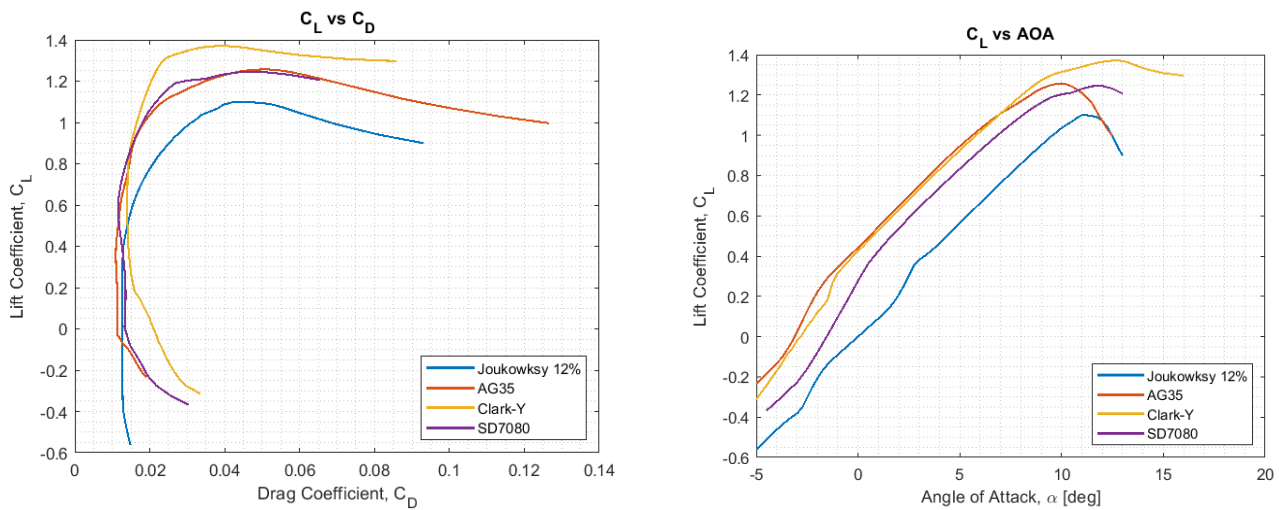 C_L vs C_D
Lift Coefficient, C_L
1.4
1.2
1
0.8
0.6
0.4
0.2
0
-0.2
-0.4
-0.6
0
0.02
0.04
0.06
0.08
0.1
0.12
0.14
Drag Coefficient, C_D
Joukowksy 12%
AG35
Clark-Y
SD7080
C_L vs AOA
Lift Coefficient, C_L
1.4
1.2
1
0.8
0.6
0.4
0.2
0
-0.2
-0.4
-0.6
-5
0
5
10
15
20
Angle of Attack, α [deg]
Joukowksy 12%
AG35
Clark-Y
SD7080